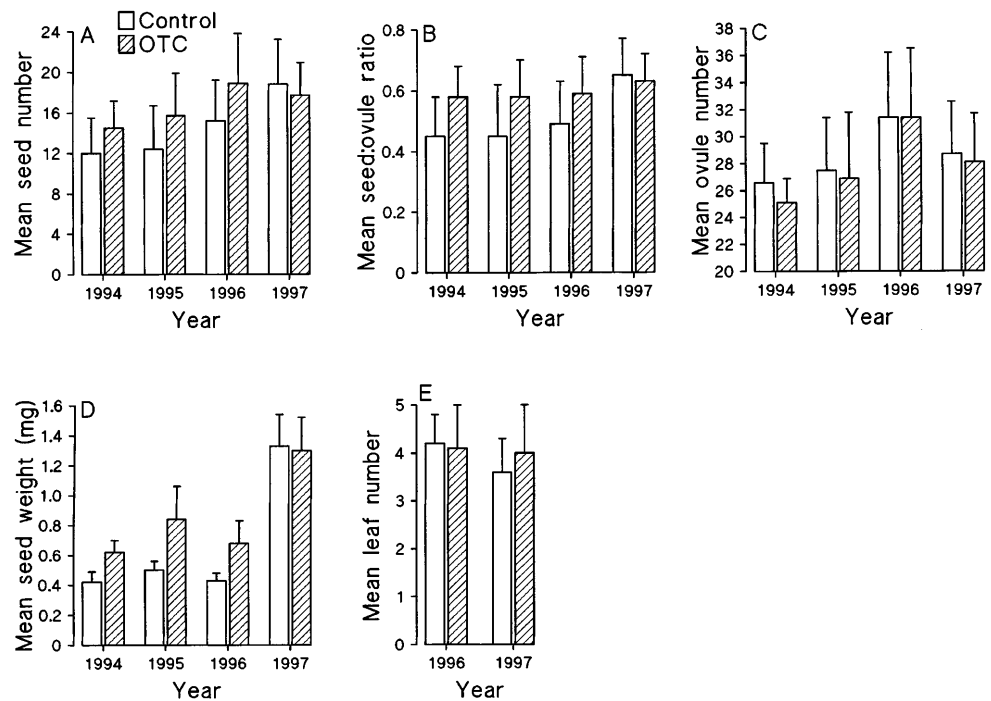 A
Control
OTC
Mean seed number
24
20
16
12
8
4
0
1994 1995 1996 1997
Year
B
Mean seed:ovule ratio
0.8
0.6
0.4
0.2
0
1994 1995 1996 1997
Year
C
Mean ovule number
38
36
34
32
30
28
26
24
22
20
1994 1995 1996 1997
Year
D
Mean seed weight (mg)
1.6
1.4
1.2
1.0
0.8
0.6
0.4
0.2
0
1994 1995 1996 1997
Year
E
Mean leaf number
5
4
3
2
1
0
1996 1997
Year